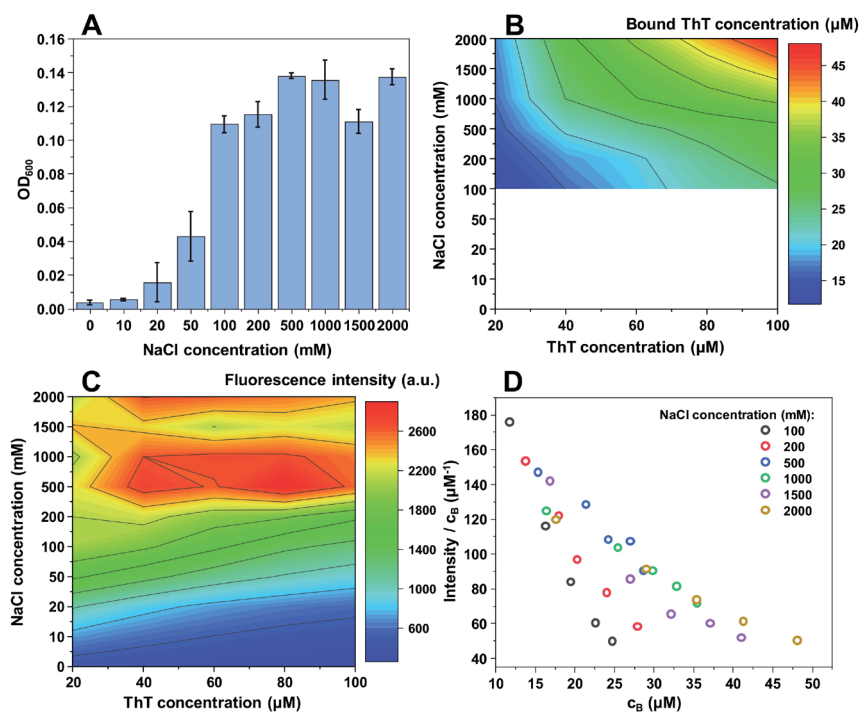 A
0.16
0.14
0.12
0.10
0.08
0.06
0.04
0.02
0.00
OD600
0 10 20 50 100 200 500 1000 1500 2000
NaCl concentration (mM)
B
Bound ThT concentration (µM)
2000
1500
1000
500
200
100
50
20
10
0
NaCl concentration (mM)
20 40 60 80 100
ThT concentration (µM)
45
40
35
30
25
20
15
C
Fluorescence intensity (a.u.)
2000
1500
1000
500
200
100
50
20
10
0
NaCl concentration (mM)
20 40 60 80 100
ThT concentration (µM)
2600
2200
1800
1400
1000
600
D
180
160
140
120
100
80
60
40
Intensity / cB (µM-1)
10 15 20 25 30 35 40 45 50
cB (µM)
NaCl concentration (mM):
100
200
500
1000
1500
2000